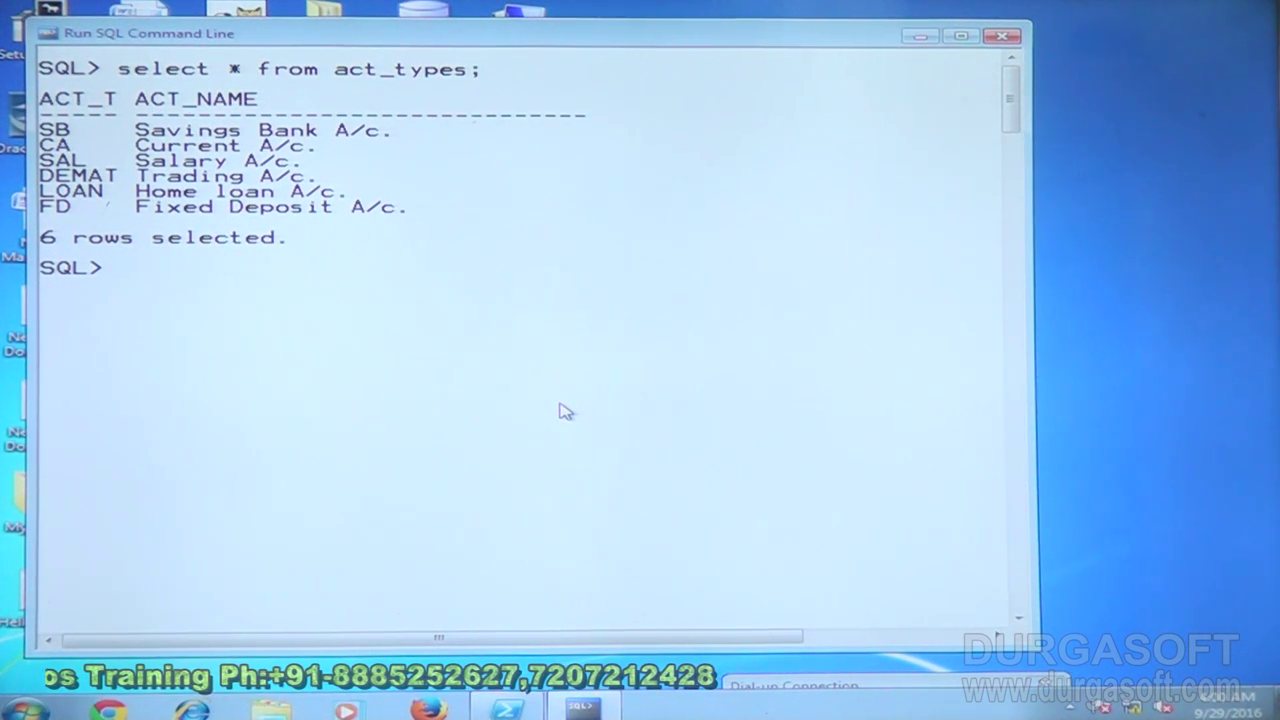 Run SQL Command Line
SQL> select * from act_types;
ACT_T ACT_NAME
----- ------------------------------
SB Savings Bank A/c.
CA Current A/c.
SAL Salary A/c.
DEMAT Trading A/c.
LOAN Home loan A/c.
FD Fixed Deposit A/c.
6 rows selected.
SQL>
DURGASOFT
www.durgasoft.com
os Training Ph:+91-8885252627,7207212428
Dial-up Connection
9/29/2016